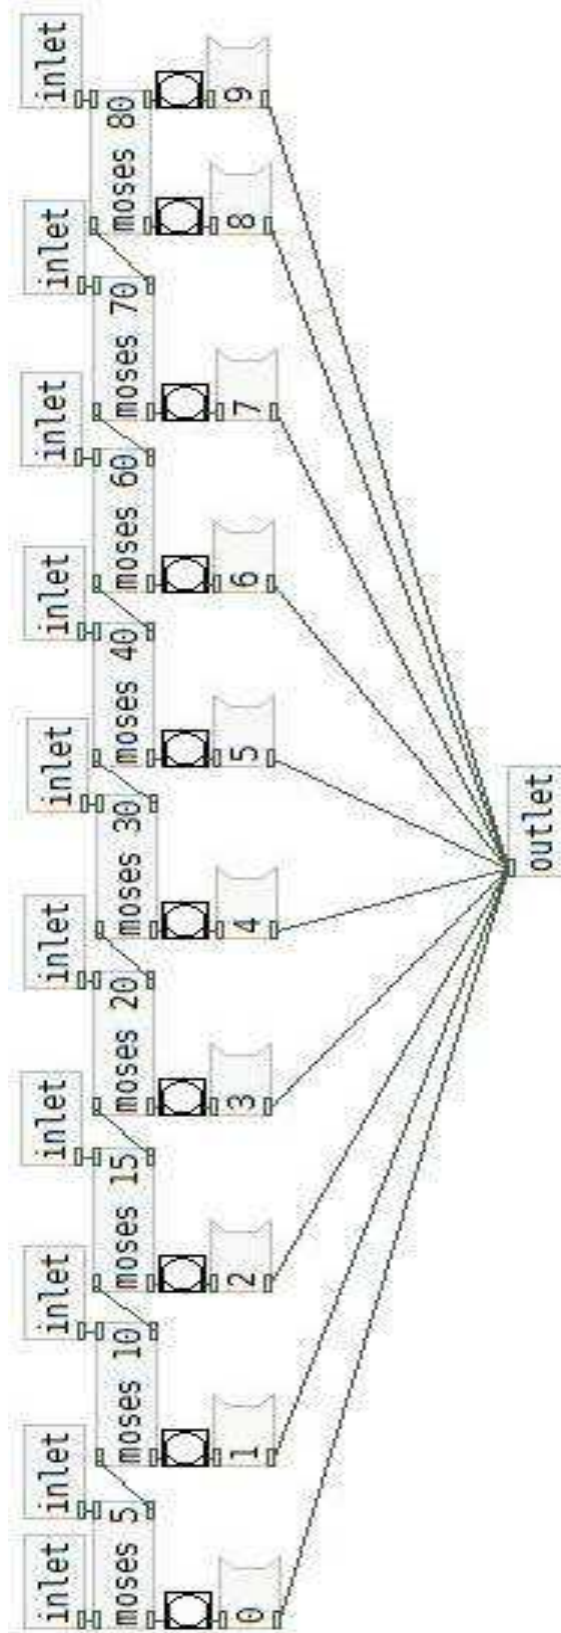 inlet inlet inlet inlet inlet inlet inlet inlet inlet inlet
moses 5 moses 10 moses 15 moses 20 moses 30 moses 40 moses 60 moses 70 moses 80
0 1 2 3 4 5 6 7 8 9
outlet